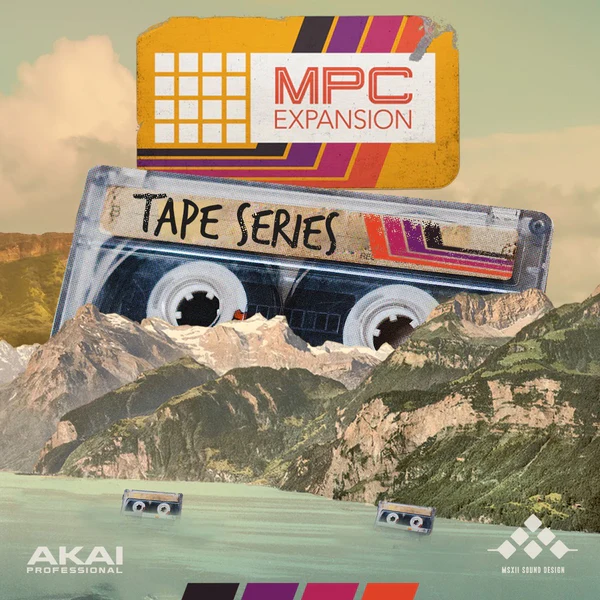 MPC
EXPANSION
TAPE SERIES
AKAI
PROFESSIONAL
MSXII SOUND DESIGN